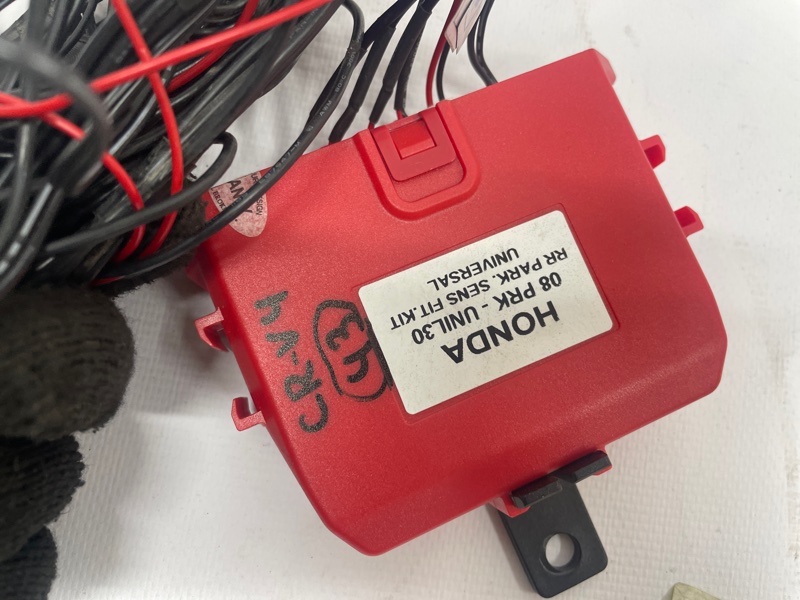 HONDA
08 PRK - UNIL30
RR PARK. SENS FIT.KIT
UNIVERSAL
CR-V4
43